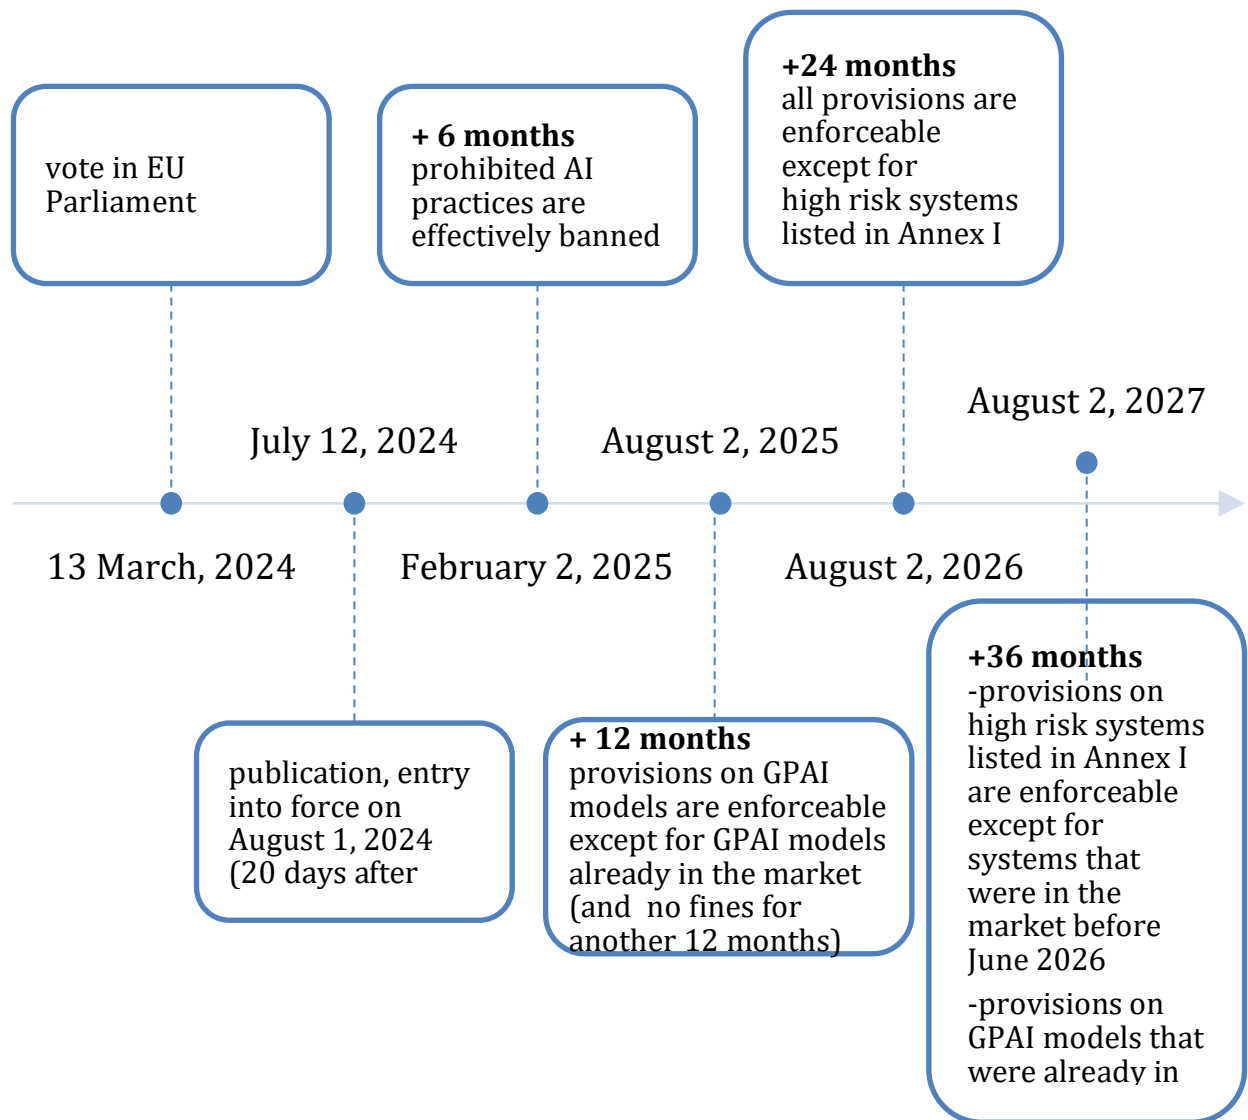 vote in EU
Parliament
+ 6 months
prohibited AI
practices are
effectively banned
+24 months
all provisions are
enforceable
except for
high risk systems
listed in Annex I
July 12, 2024
August 2, 2025
August 2, 2027
13 March, 2024
February 2, 2025
August 2, 2026
publication, entry
into force on
August 1, 2024
(20 days after
+ 12 months
provisions on GPAI
models are enforceable
except for GPAI models
already in the market
(and no fines for
another 12 months)
+36 months
-provisions on
high risk systems
listed in Annex I
are enforceable
except for
systems that
were in the
market before
June 2026
-provisions on
GPAI models that
were already in